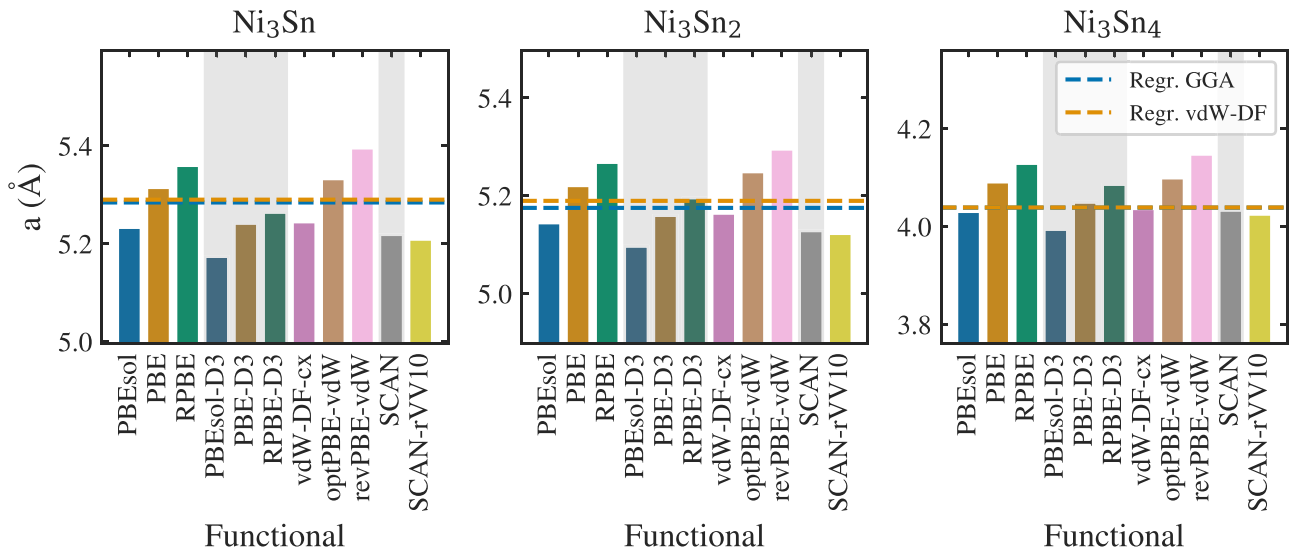 Ni₃Sn
Ni₃Sn₂
Ni₃Sn₄
a (Å)
5.4
5.2
5.0
PBEsol
PBE
RPBE
PBEsol-D3
PBE-D3
RPBE-D3
vdW-DF-cx
optPBE-vdW
revPBE-vdW
SCAN
SCAN-rVV10
Functional
5.4
5.2
5.0
PBEsol
PBE
RPBE
PBEsol-D3
PBE-D3
RPBE-D3
vdW-DF-cx
optPBE-vdW
revPBE-vdW
SCAN
SCAN-rVV10
Functional
Regr. GGA
Regr. vdW-DF
4.2
4.0
3.8
PBEsol
PBE
RPBE
PBEsol-D3
PBE-D3
RPBE-D3
vdW-DF-cx
optPBE-vdW
revPBE-vdW
SCAN
SCAN-rVV10
Functional